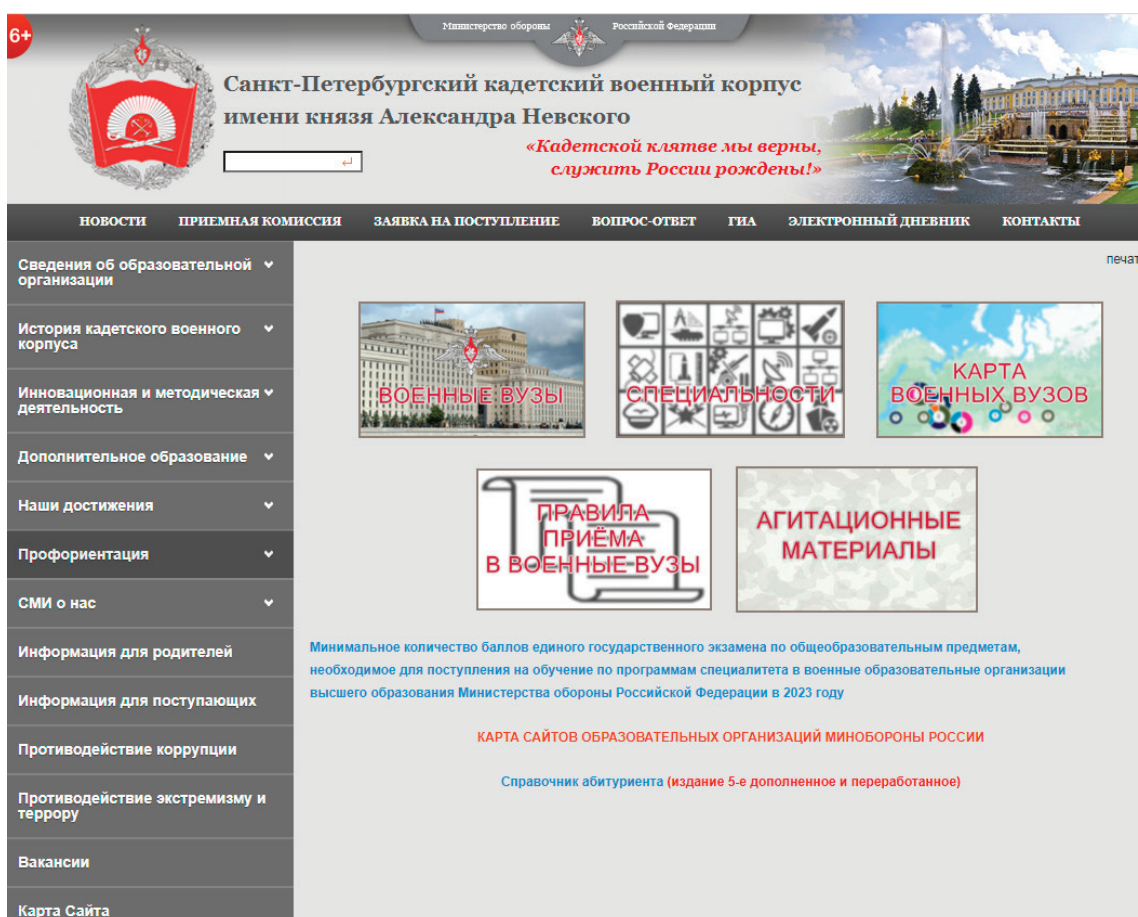 6+
Министерство обороны Российской Федерации
Санкт-Петербургский кадетский военный корпус
имени князя Александра Невского
«Кадетской клятве мы верны,
служить России рождены!»
НОВОСТИ ПРИЕМНАЯ КОМИССИЯ ЗАЯВКА НА ПОСТУПЛЕНИЕ ВОПРОС-ОТВЕТ ГИА ЭЛЕКТРОННЫЙ ДНЕВНИК КОНТАКТЫ
Сведения об образовательной
организации
История кадетского военного
корпуса
Инновационная и методическая
деятельность
Дополнительное образование
Наши достижения
Профориентация
СМИ о нас
Информация для родителей
Информация для поступающих
Противодействие коррупции
Противодействие экстремизму и
террору
Вакансии
Карта Сайта
печат
ВОЕННЫЕ ВУЗЫ
СПЕЦИАЛЬНОСТИ
КАРТА
ВОЕННЫХ ВУЗОВ
ПРАВИЛА
ПРИЁМА
В ВОЕННЫЕ ВУЗЫ
АГИТАЦИОННЫЕ
МАТЕРИАЛЫ
Минимальное количество баллов единого государственного экзамена по общеобразовательным предметам,
необходимое для поступления на обучение по программам специалитета в военные образовательные организации
высшего образования Министерства обороны Российской Федерации в 2023 году
КАРТА САЙТОВ ОБРАЗОВАТЕЛЬНЫХ ОРГАНИЗАЦИЙ МИНОБОРОНЫ РОССИИ
Справочник абитуриента (издание 5-е дополненное и переработанное)